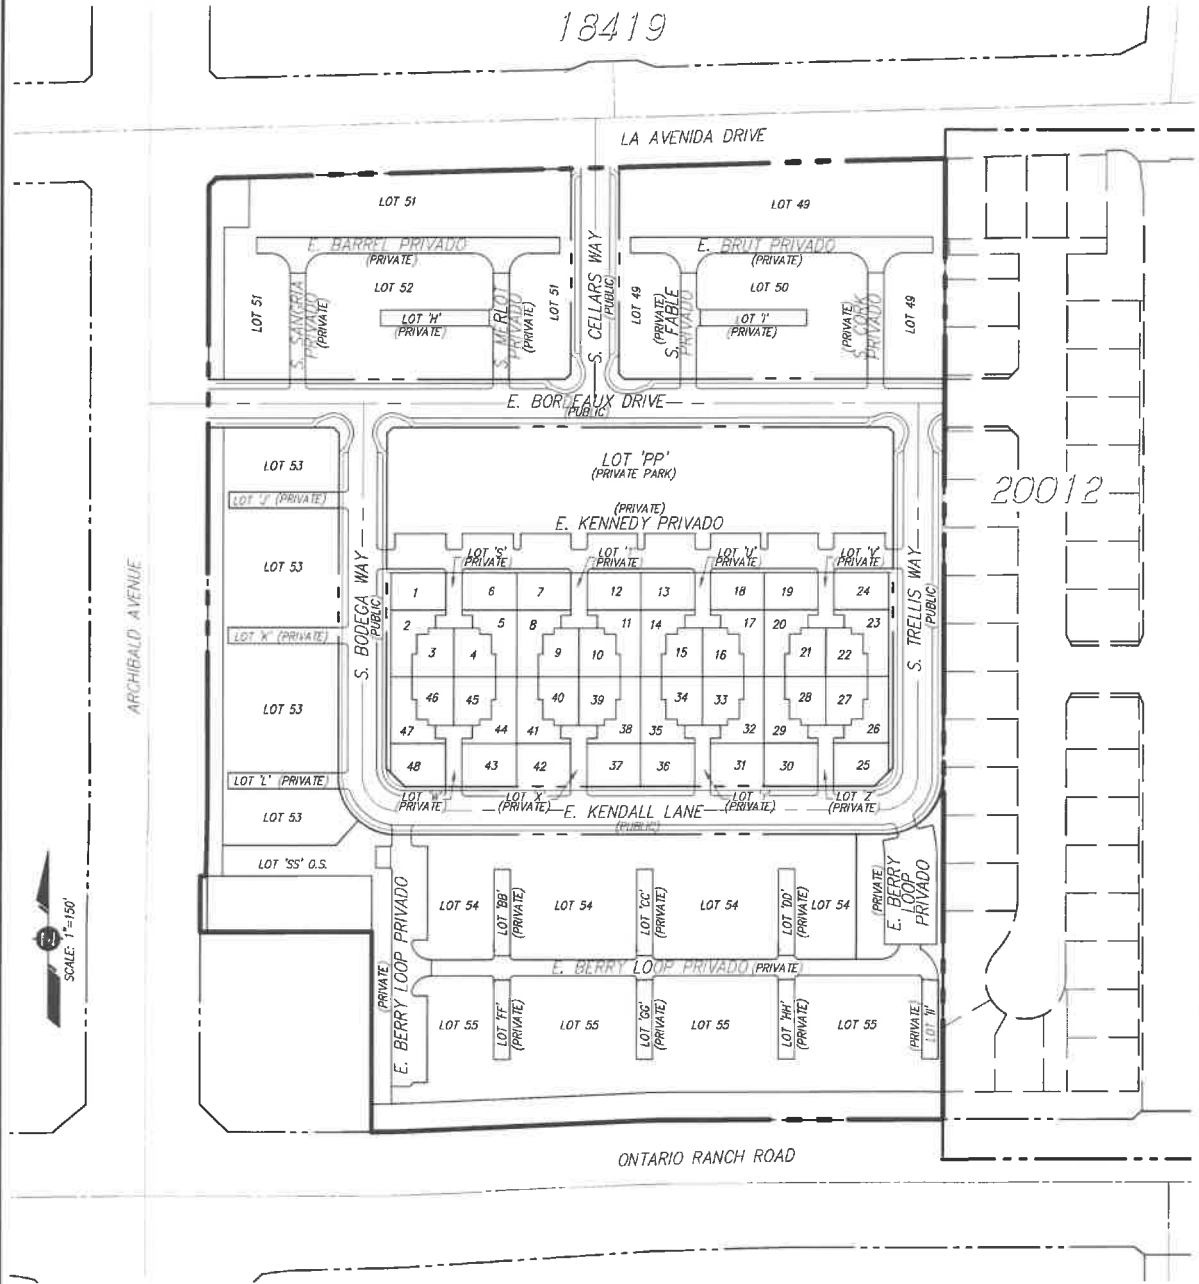 18419
LA AVENIDA DRIVE
LOT 51
LOT 49
E. BARREL PRIVADO
(PRIVATE)
E. BRUT PRIVADO
(PRIVATE)
LOT 51
S. SANGRIA
PRIVADO
(PRIVATE)
LOT 52
LOT 'H'
(PRIVATE)
S. MERLOT
PRIVADO
(PRIVATE)
LOT 51
S. CELLARS WAY
(PUBLIC)
LOT 49
(PRIVATE)
S. FABLE
PRIVADO
LOT 50
LOT 'I'
(PRIVATE)
(PRIVATE)
S. CORK
PRIVADO
LOT 49
E. BORDEAUX DRIVE
(PUBLIC)
LOT 53
LOT 'J' (PRIVATE)
LOT 'PP'
(PRIVATE PARK)
20012
(PRIVATE)
E. KENNEDY PRIVADO
LOT 'S'
(PRIVATE)
LOT 'T'
(PRIVATE)
LOT 'U'
(PRIVATE)
LOT 'V'
(PRIVATE)
ARCHIBALD AVENUE
LOT 53
S. BODEGA WAY
(PUBLIC)
S. TRELLIS WAY
(PUBLIC)
1 6 7 12 13 18 19 24
2 5 8 11 14 17 20 23
3 4 9 10 15 16 21 22
LOT 'K' (PRIVATE)
46 45 40 39 34 33 28 27
47 44 41 38 35 32 29 26
48 43 42 37 36 31 30 25
LOT 53
LOT 'L' (PRIVATE)
LOT 53
(PRIVATE)
LOT 'X'
(PRIVATE)
(PRIVATE)
LOT Z
(PRIVATE)
E. KENDALL LANE
(PUBLIC)
LOT 'SS' O.S.
SCALE: 1"=150'
(PRIVATE)
E. BERRY LOOP PRIVADO
LOT 54
LOT 'BB'
(PRIVATE)
LOT 54
LOT 'CC'
(PRIVATE)
LOT 54
LOT 'DD'
(PRIVATE)
LOT 54
(PRIVATE)
E. BERRY
LOOP
PRIVADO
E. BERRY LOOP PRIVADO (PRIVATE)
LOT 55
LOT 'FF'
(PRIVATE)
LOT 55
LOT 'GG'
(PRIVATE)
LOT 55
LOT 'HH'
(PRIVATE)
LOT 55
(PRIVATE)
LOT 'II'
ONTARIO RANCH ROAD